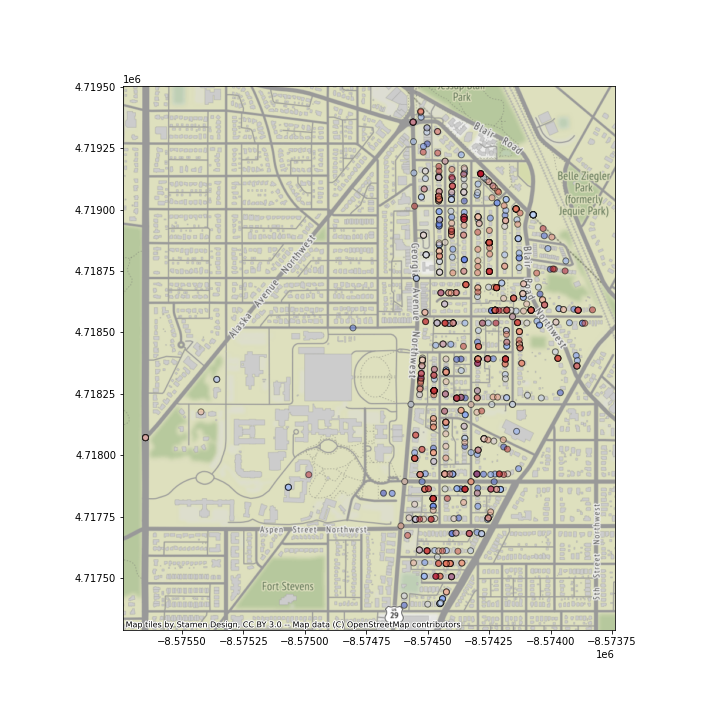 1e6
4.71950
4.71925
4.71900
4.71875
4.71850
4.71825
4.71800
4.71775
4.71750
Jessup Blair
Park
Blair Road
Belle Ziegler
Park
(formerly
Jequie Park)
Alaska Avenue Northwest
Georgia Avenue Northwest
Blair Road Northwest
Aspen Street Northwest
5th Street Northwest
Fort Stevens
US
29
Map tiles by Stamen Design, CC BY 3.0 -- Map data (C) OpenStreetMap contributors
−8.57550 −8.57525 −8.57500 −8.57475 −8.57450 −8.57425 −8.57400 −8.57375
1e6